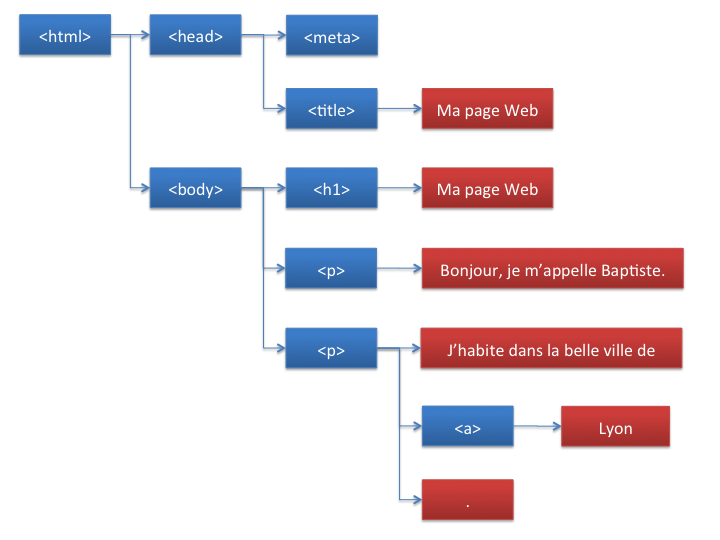 <html>
<head>
<meta>
<title>
Ma page Web
<body>
<h1>
Ma page Web
<p>
Bonjour, je m’appelle Baptiste.
<p>
J’habite dans la belle ville de
<a>
Lyon
.